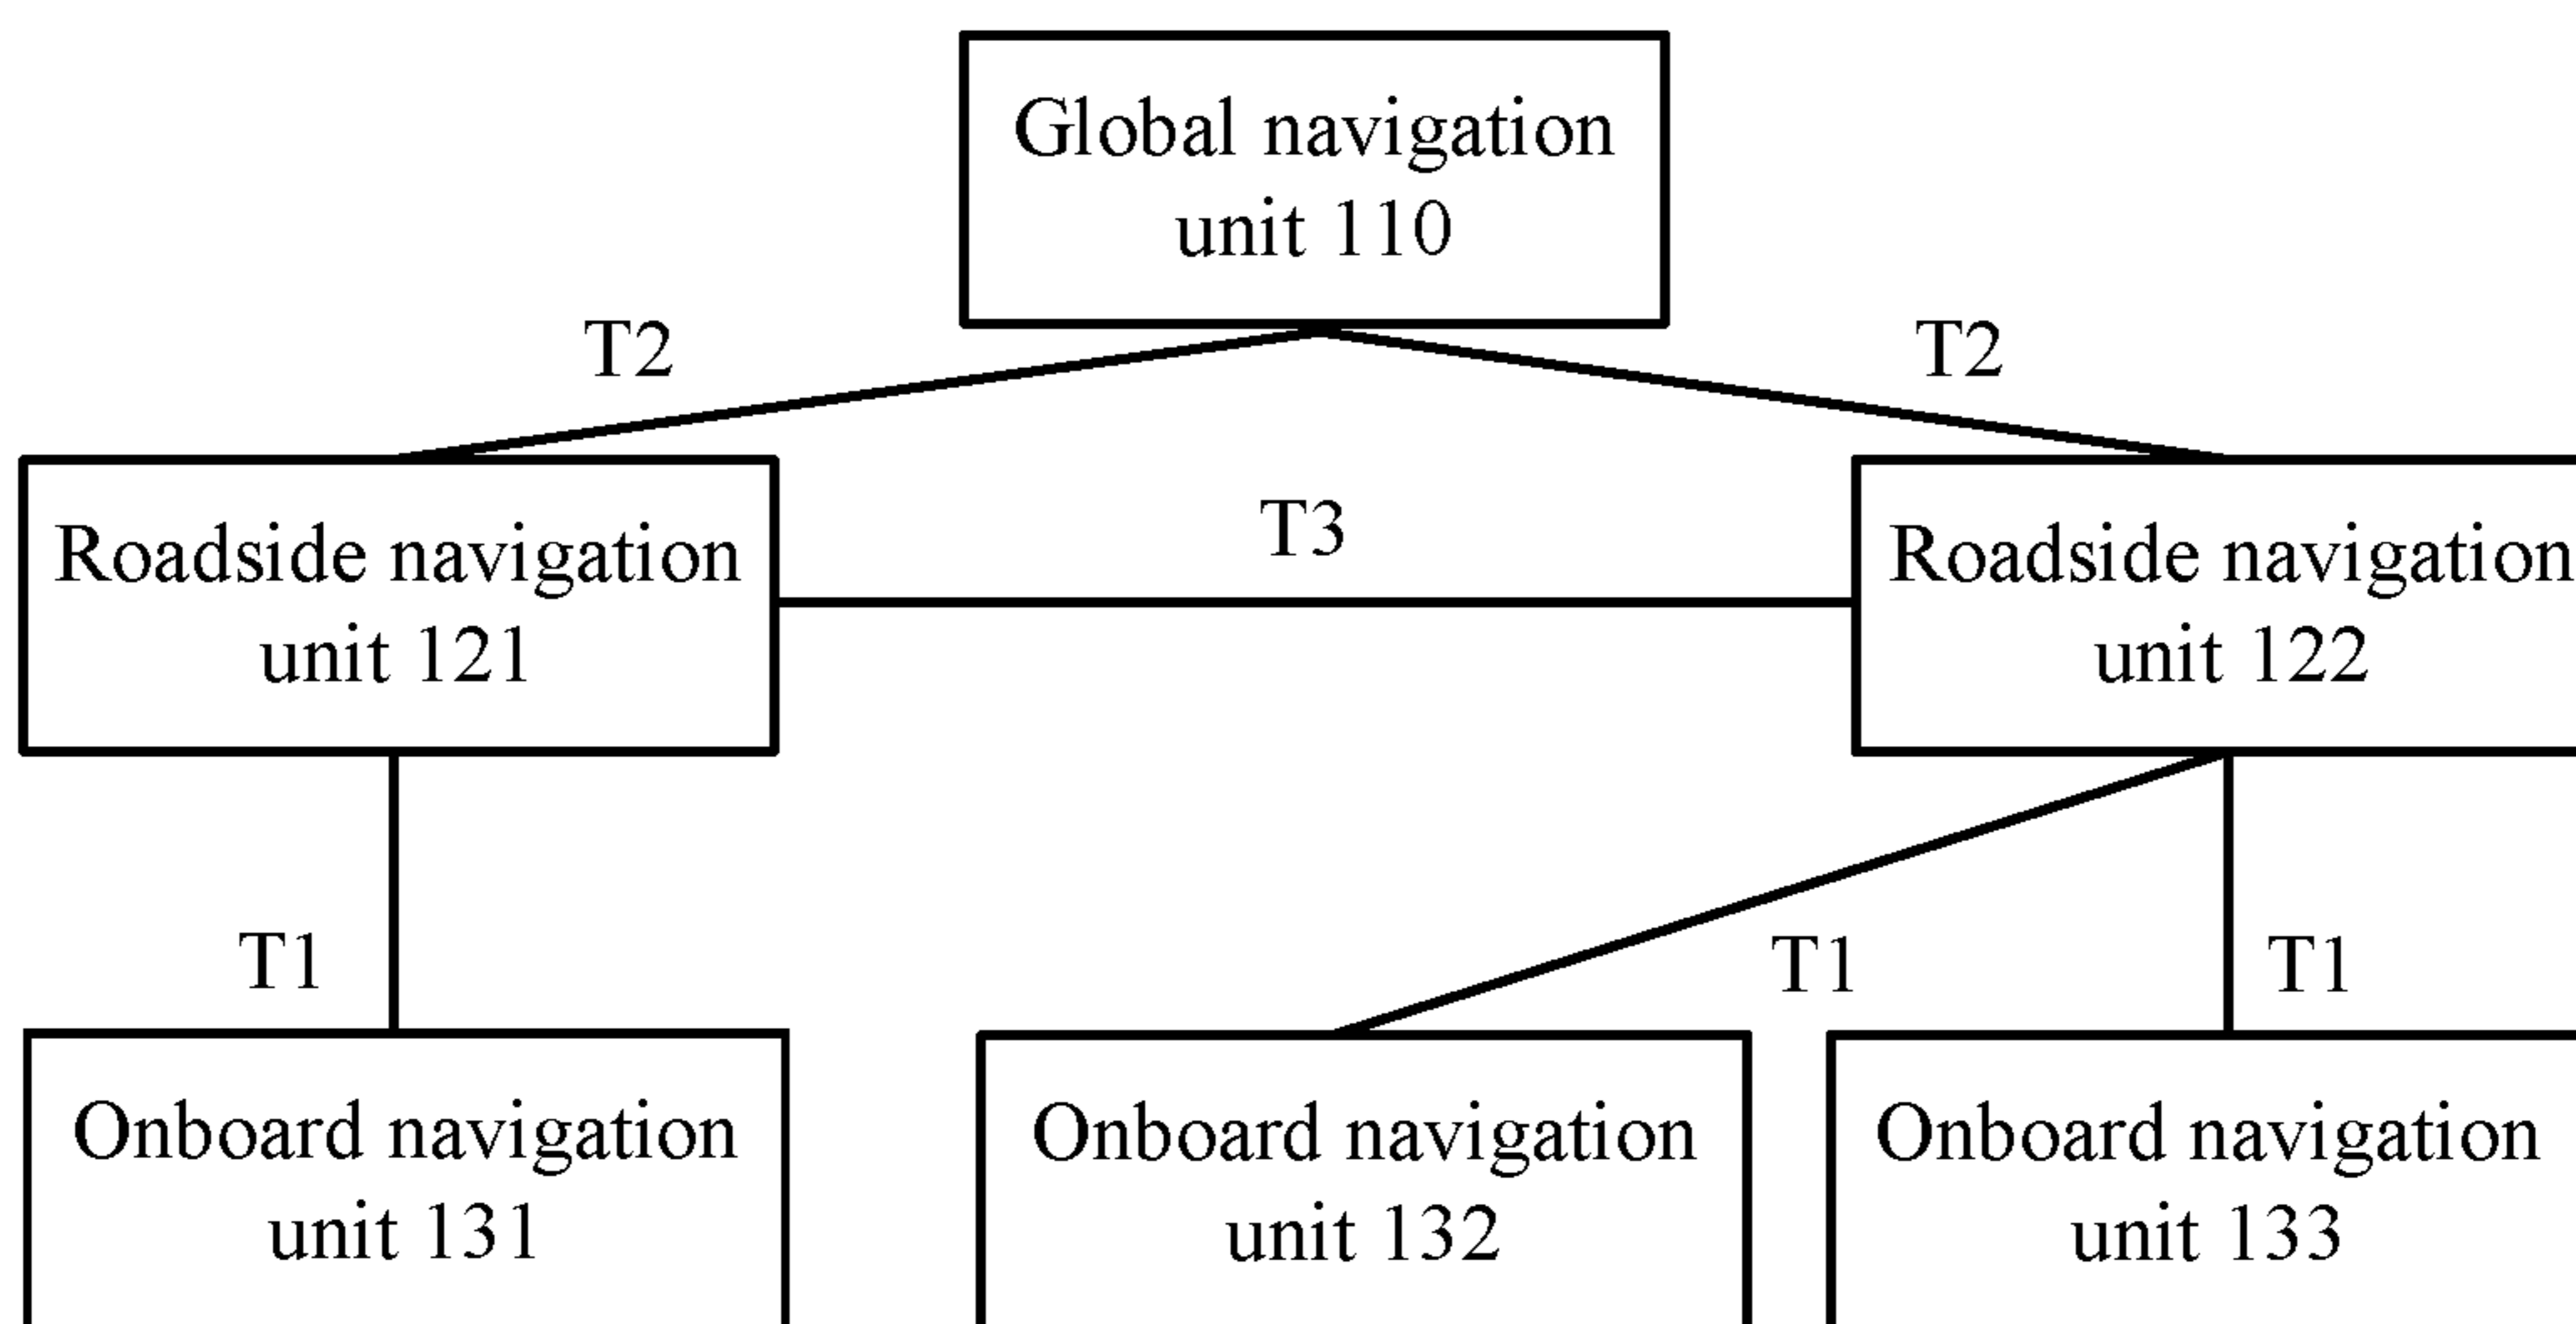 Global navigation
unit 110
T2
T2
Roadside navigation
unit 121
T3
Roadside navigation
unit 122
T1
T1
T1
Onboard navigation
unit 131
Onboard navigation
unit 132
Onboard navigation
unit 133